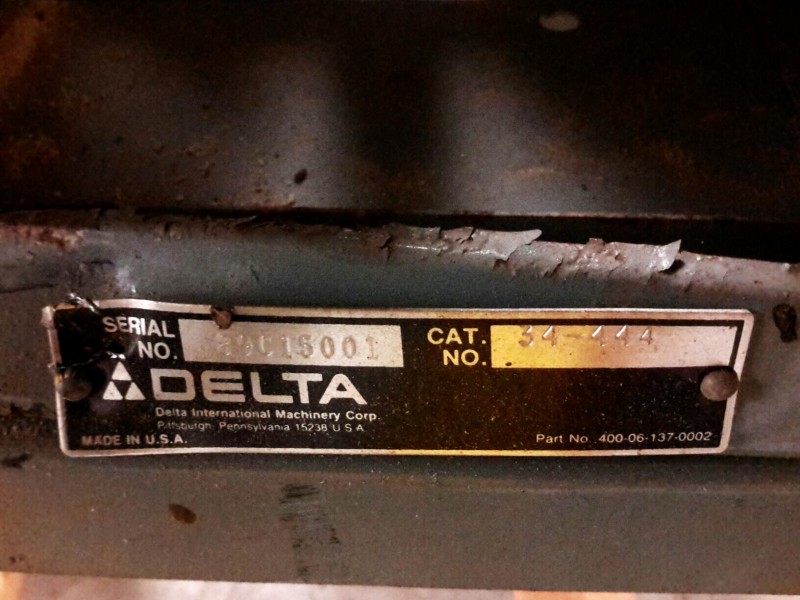 SERIAL
NO.
CAT.
NO.
34-444
DELTA
Delta International Machinery Corp.
Pittsburgh, Pennsylvania 15238 U S A
MADE IN U.S.A.
Part No. 400-06-137-0002